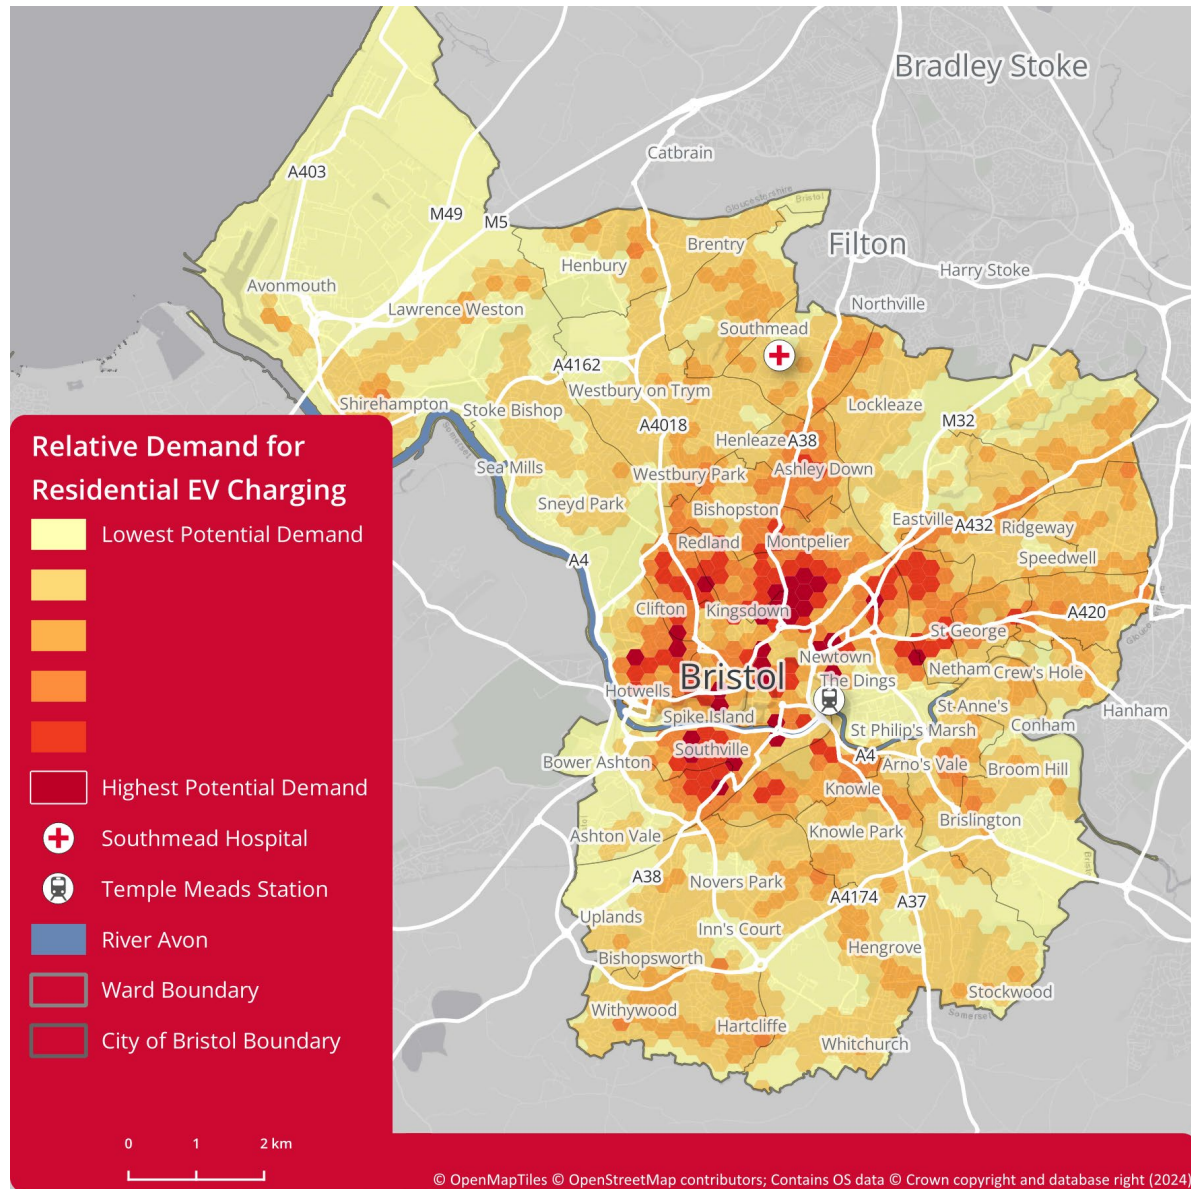 Bradley Stoke
Catbrain
A403
M49
M5
Gloucestershire
Bristol
Brentry
Filton
Henbury
Harry Stoke
Avonmouth
Lawrence Weston
Northville
Southmead
A4162
Westbury on Trym
Shirehampton
Stoke Bishop
Lockleaze
M32
A4018
Henleaze
A38
Somerset
Sea Mills
Westbury Park
Ashley Down
Sneyd Park
Bishopston
Eastville
A432
Ridgeway
Redland
Montpelier
Speedwell
A4
Clifton
Kingsdown
A420
St George
Newtown
Netham
Crew's Hole
Bristol
The Dings
Hotwells
St Anne's
Hanham
Spike Island
St Philip's Marsh
Conham
Southville
A4
Bower Ashton
Arno's Vale
Broom Hill
Knowle
Ashton Vale
Knowle Park
Brislington
A38
Novers Park
A4174
A37
Uplands
Inn's Court
Hengrove
Bishopsworth
Stockwood
Withywood
Somerset
Hartcliffe
Whitchurch
Relative Demand for
Residential EV Charging
Lowest Potential Demand
Highest Potential Demand
Southmead Hospital
Temple Meads Station
River Avon
Ward Boundary
City of Bristol Boundary
0 1 2 km
© OpenMapTiles © OpenStreetMap contributors; Contains OS data © Crown copyright and database right (2024)